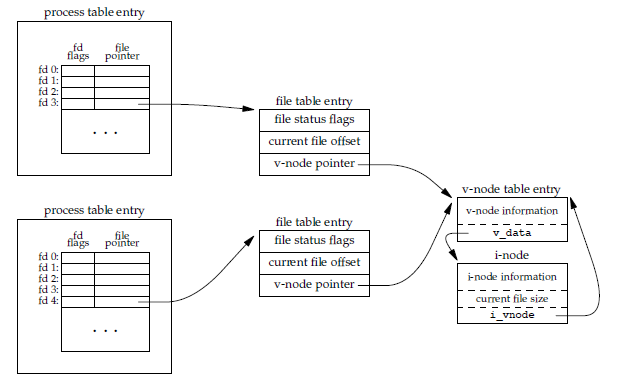 process table entry
fd flags
file pointer
fd 0:
fd 1:
fd 2:
fd 3:
. . .
file table entry
file status flags
current file offset
v-node pointer
process table entry
fd flags
file pointer
fd 0:
fd 1:
fd 2:
fd 3:
fd 4:
. . .
file table entry
file status flags
current file offset
v-node pointer
v-node table entry
v-node information
v_data
i-node
i-node information
current file size
i_vnode